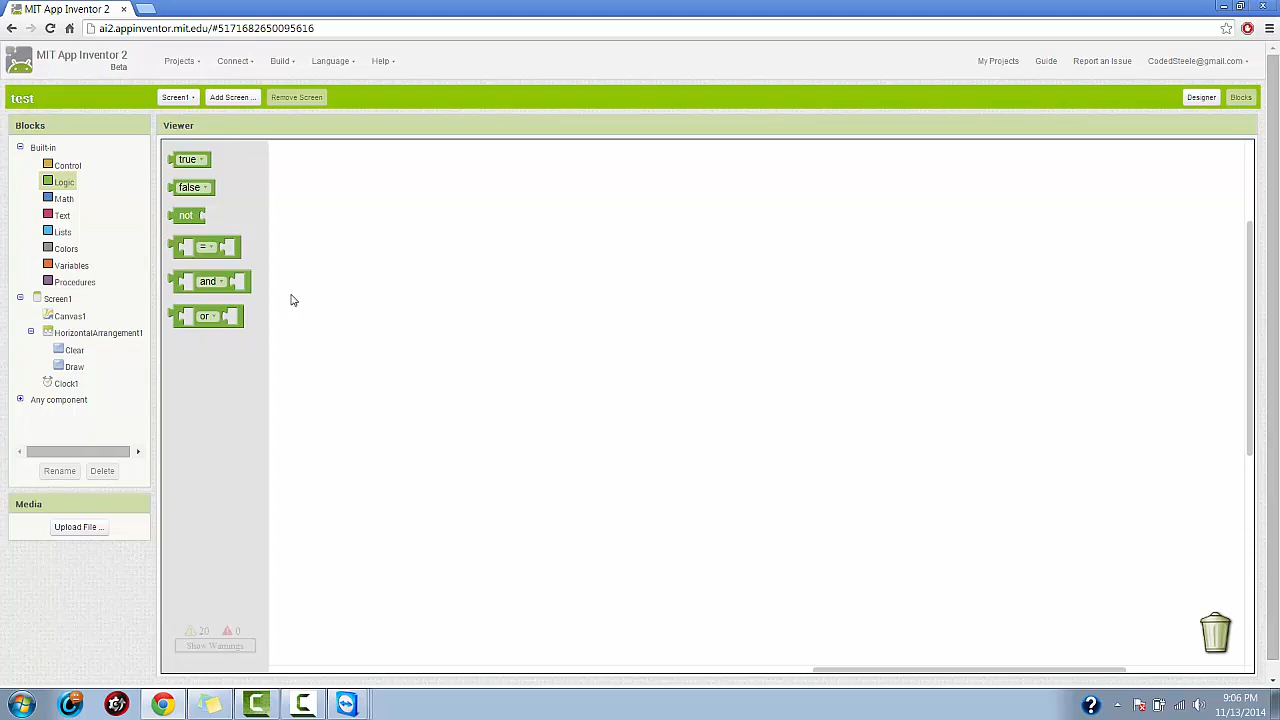 MIT App Inventor 2
ai2.appinventor.mit.edu/#5171682650095616
MIT App Inventor 2
Beta
Projects
Connect
Build
Language
Help
My Projects
Guide
Report an Issue
CodedSteele@gmail.com
test
Screen1
Add Screen ...
Remove Screen
Designer
Blocks
Blocks
Viewer
Built-in
Control
Logic
Math
Text
Lists
Colors
Variables
Procedures
Screen1
Canvas1
HorizontalArrangement1
Clear
Draw
Clock1
Any component
Rename
Delete
Media
Upload File ...
true
false
not
=
and
or
20
0
Show Warnings
9:06 PM
11/13/2014